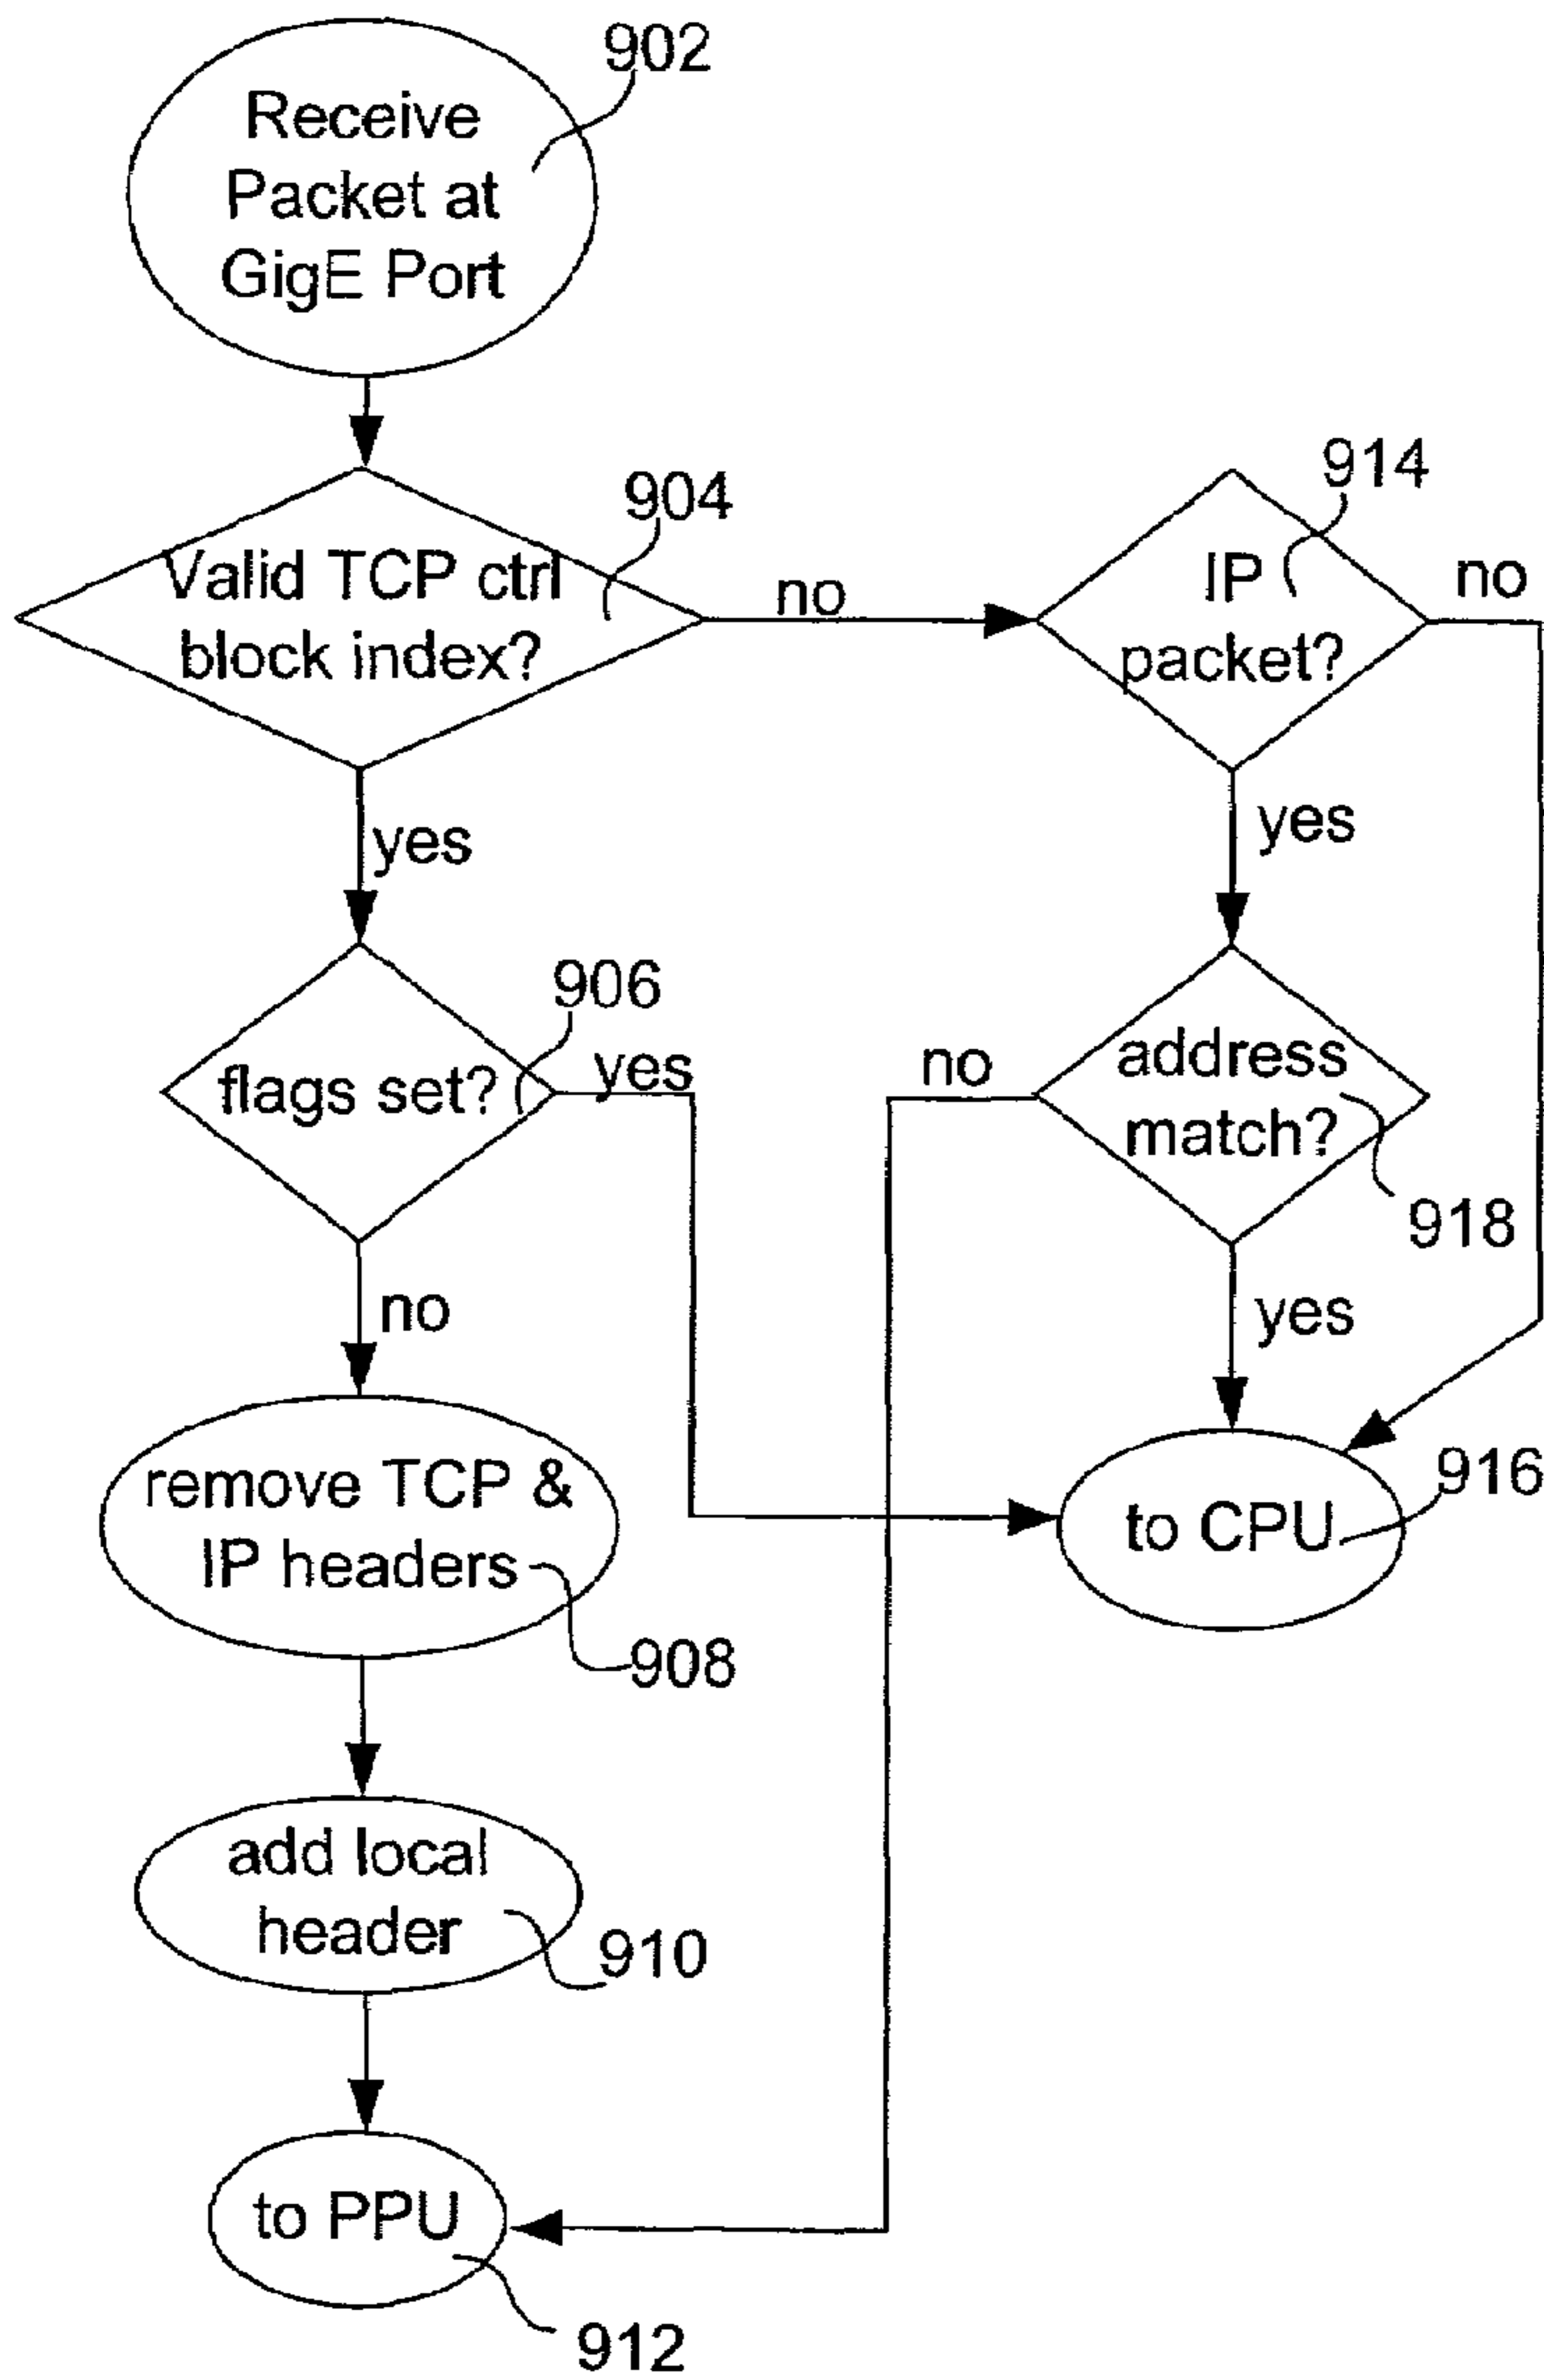 902
Receive
Packet at
GigE Port
904
Valid TCP ctrl
block index?
no
914
IP
packet?
no
yes
yes
906
flags set?
yes
no
address
match?
918
no
yes
remove TCP &
IP headers
908
to CPU
916
add local
header
910
to PPU
912